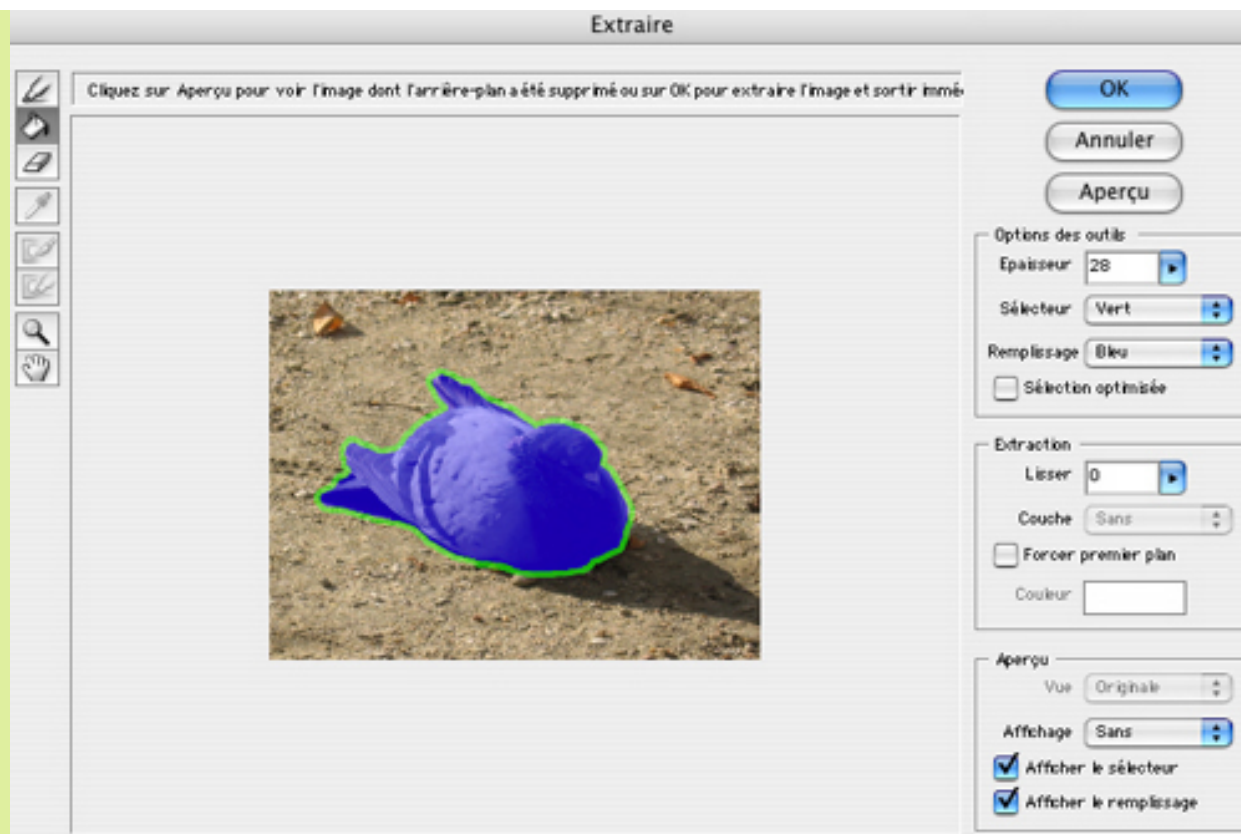 Extraire
Cliquez sur Aperçu pour voir l'image dont l'arrière-plan a été supprimé ou sur OK pour extraire l'image et sortir
OK
Annuler
Aperçu
Options des outils
Epaisseur 28
Sélecteur Vert
Remplissage Bleu
Sélection optimisée
Extraction
Lisser 0
Couche Sans
Forcer premier plan
Couleur
Aperçu
Vue Originale
Affichage Sans
Afficher le sélecteur
Afficher le remplissage